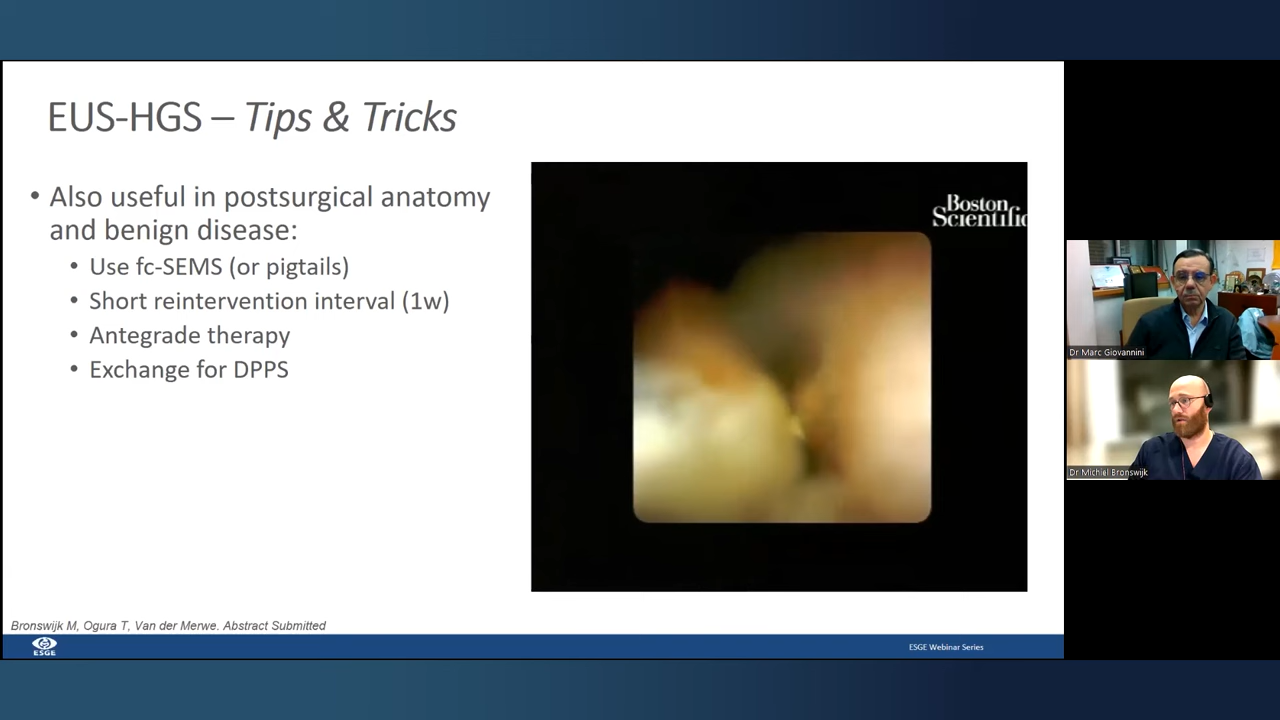 EUS-HGS – Tips & Tricks
• Also useful in postsurgical anatomy
and benign disease:
• Use fc-SEMS (or pigtails)
• Short reintervention interval (1w)
• Antegrade therapy
• Exchange for DPPS
Boston
Scientific
Dr Marc Giovannini
Dr Michiel Bronswijk
Bronswijk M, Ogura T, Van der Merwe. Abstract Submitted
ESGE
ESGE Webinar Series